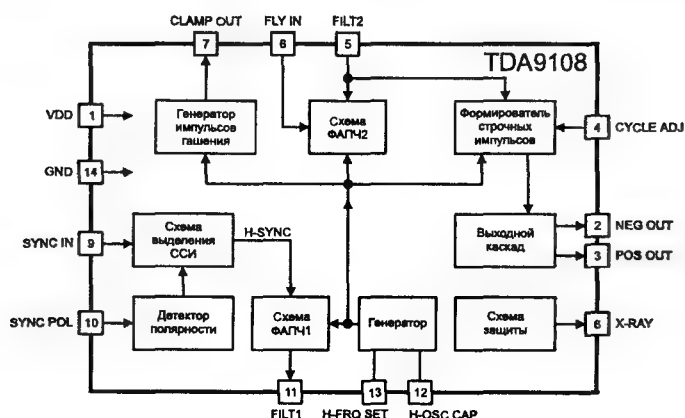 CLAMP OUT
FLY IN
FILT2
7
6
5
TDA9108
VDD
1
Генератор
импульсов
гашения
Схема
ФАПЧ2
Формирователь
строчных
импульсов
4
CYCLE ADJ
GND
14
SYNC IN
9
Схема
выделения
ССИ
H-SYNC
Выходной
каскад
2
NEG OUT
3
POS OUT
SYNC POL
10
Детектор
полярности
Схема
ФАПЧ1
Генератор
Схема
защиты
6
X-RAY
11
13
12
FILT1
H-FRQ SET
H-OSC CAP